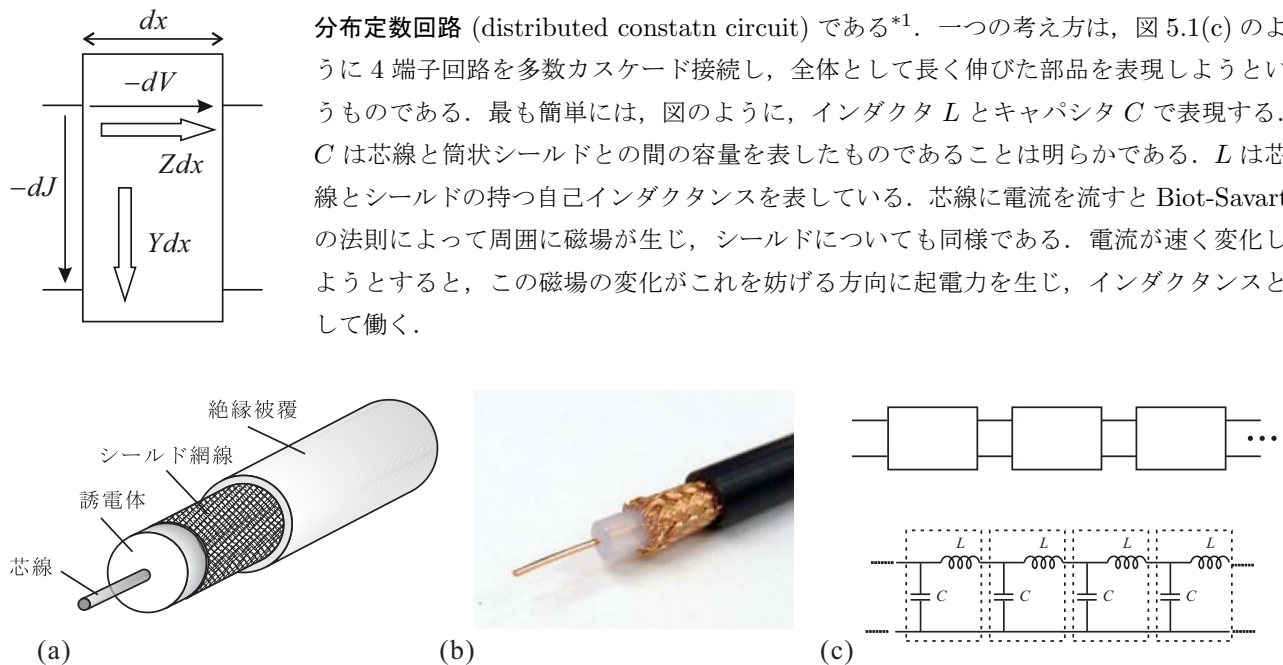 dx
−dV
Zdx
−dJ
Ydx
分布定数回路 (distributed constatn circuit) である*1．一つの考え方は，図 5.1(c) のよ
うに 4 端子回路を多数カスケード接続し，全体として長く伸びた部品を表現しようとい
うものである．最も簡単には，図のように，インダクタ L とキャパシタ C で表現する．
C は芯線と筒状シールドとの間の容量を表したものであることは明らかである．L は芯
線とシールドの持つ自己インダクタンスを表している．芯線に電流を流すと Biot-Savart
の法則によって周囲に磁場が生じ，シールドについても同様である．電流が速く変化し
ようとすると，この磁場の変化がこれを妨げる方向に起電力を生じ，インダクタンスと
して働く．
絶縁被覆
シールド網線
誘電体
芯線
(a)
(b)
L L L L
C C C C
(c)